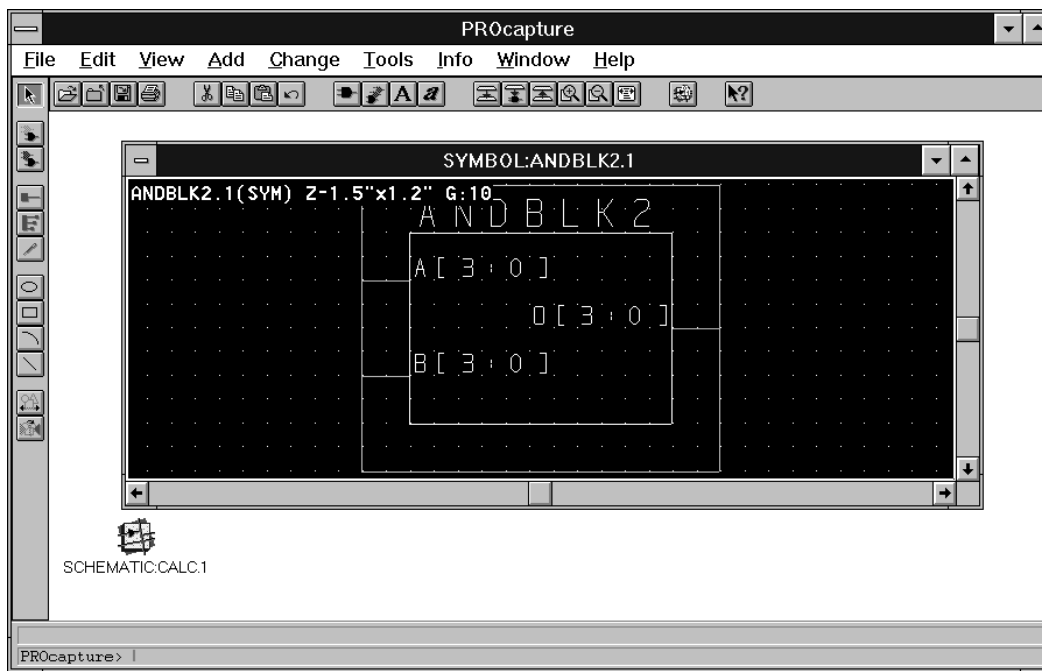 PROcapture
File Edit View Add Change Tools Info Window Help
SYMBOL:ANDBLK2.1
ANDBLK2.1(SYM) Z-1.5"x1.2" G:10
ANDBLK2
A[3:0]
O[3:0]
B[3:0]
SCHEMATIC:CALC.1
PROcapture>